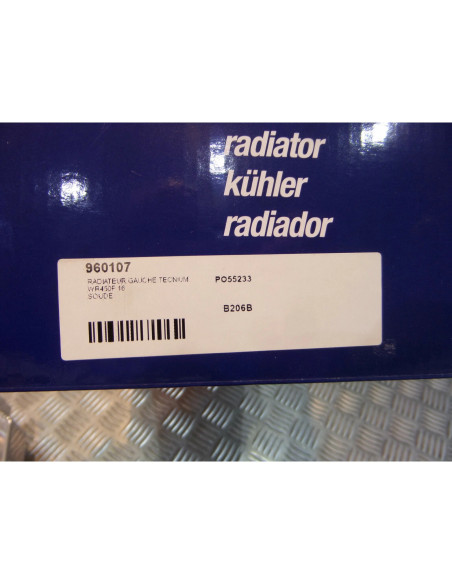 radiator
kühler
radiador
960107
RADIATEUR GAUCHE TECNIUM PO55233
WR450F 16
SOUDE B206B